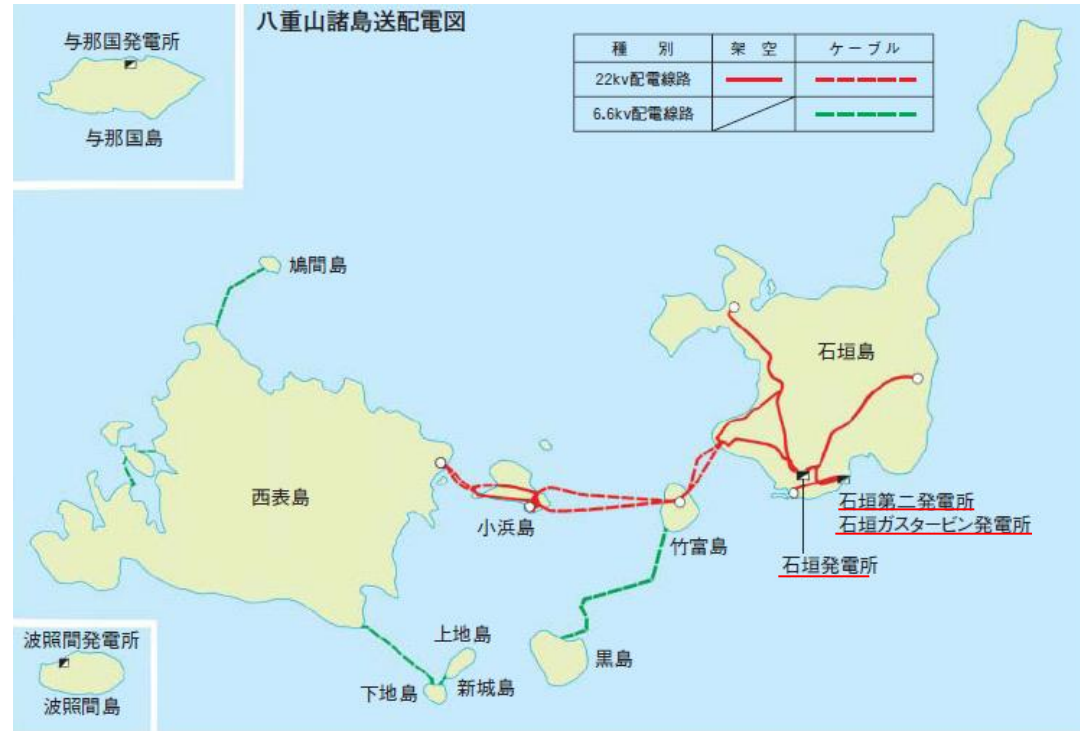 八重山諸島送配電図
与那国発電所
与那国島
種 別 架 空 ケーブル
22kv配電線路
6.6kv配電線路
鳩間島
石垣島
西表島
小浜島
竹富島
石垣第二発電所
石垣ガスタービン発電所
石垣発電所
波照間発電所
波照間島
上地島
下地島
新城島
黒島